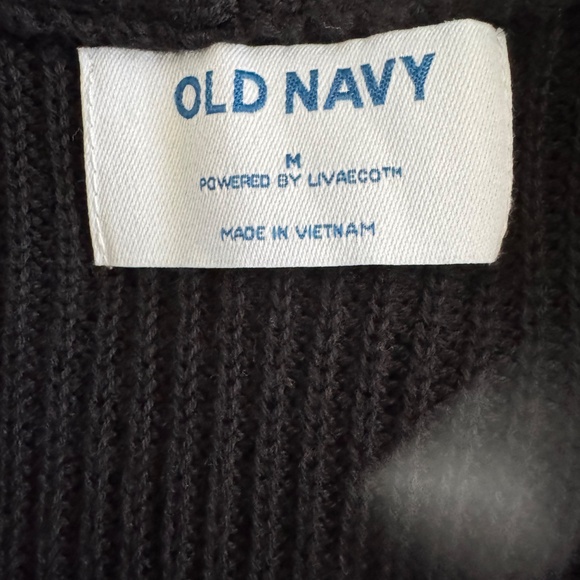 OLD NAVY
M
POWERED BY LIVAECO™
MADE IN VIETNAM